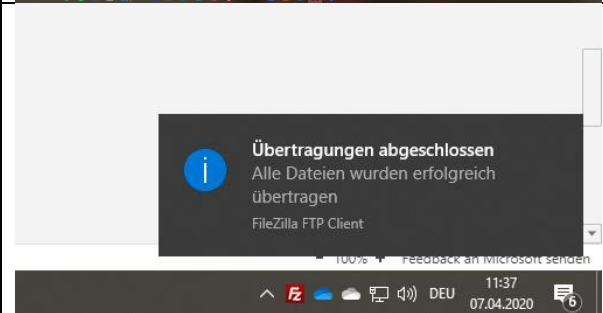 Übertragungen abgeschlossen
Alle Dateien wurden erfolgreich
übertragen
FileZilla FTP Client
100% + Feedback an Microsoft senden
Fz DEU 11:37
07.04.2020
6